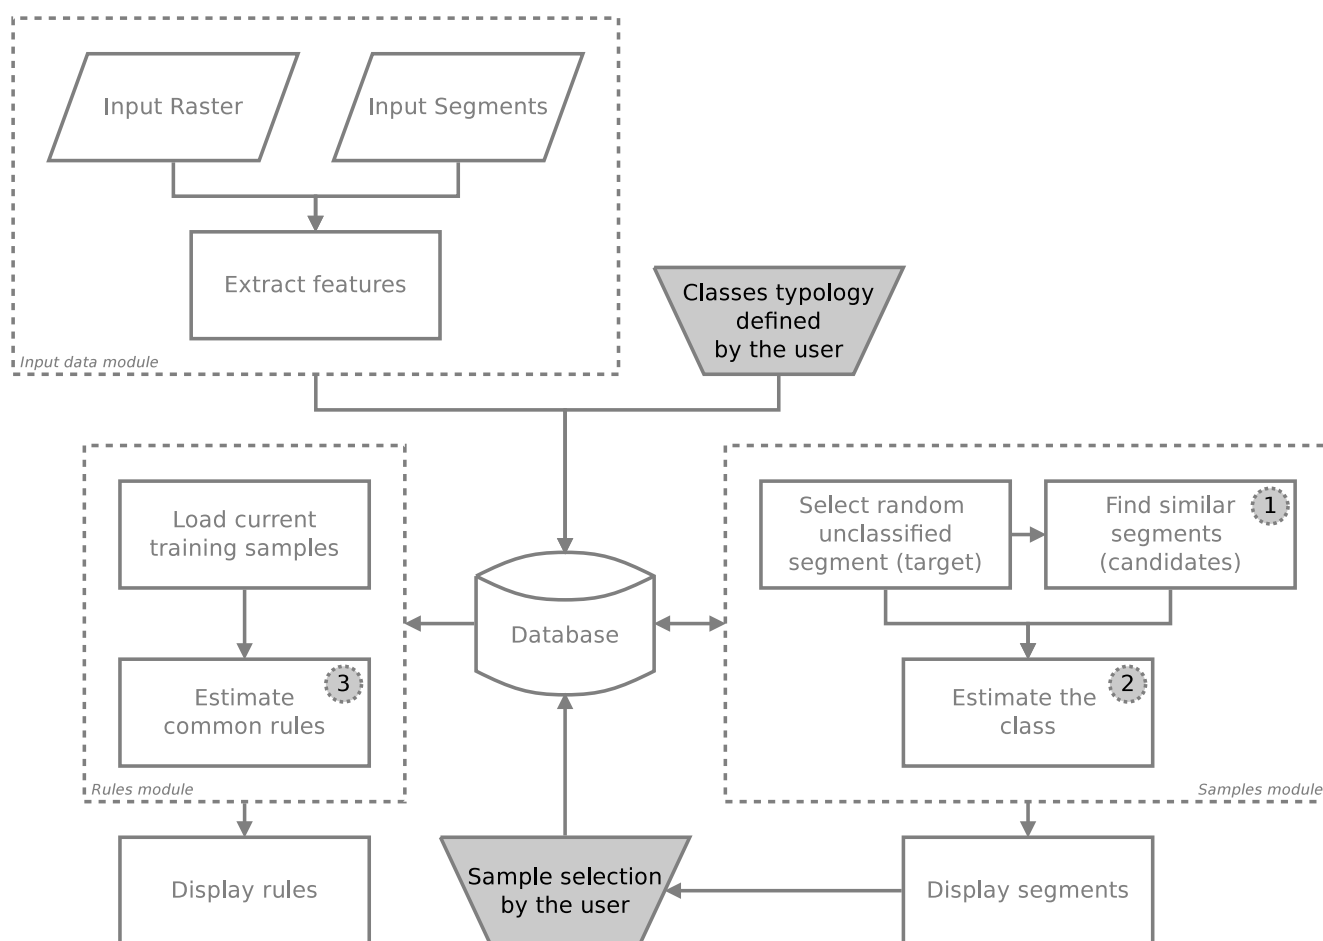 Input Raster
Input Segments
Extract features
Input data module
Classes typology
defined
by the user
Load current
training samples
Estimate
common rules
3
Rules module
Database
Select random
unclassified
segment (target)
Find similar
segments
(candidates)
1
Estimate the
class
2
Samples module
Display rules
Sample selection
by the user
Display segments